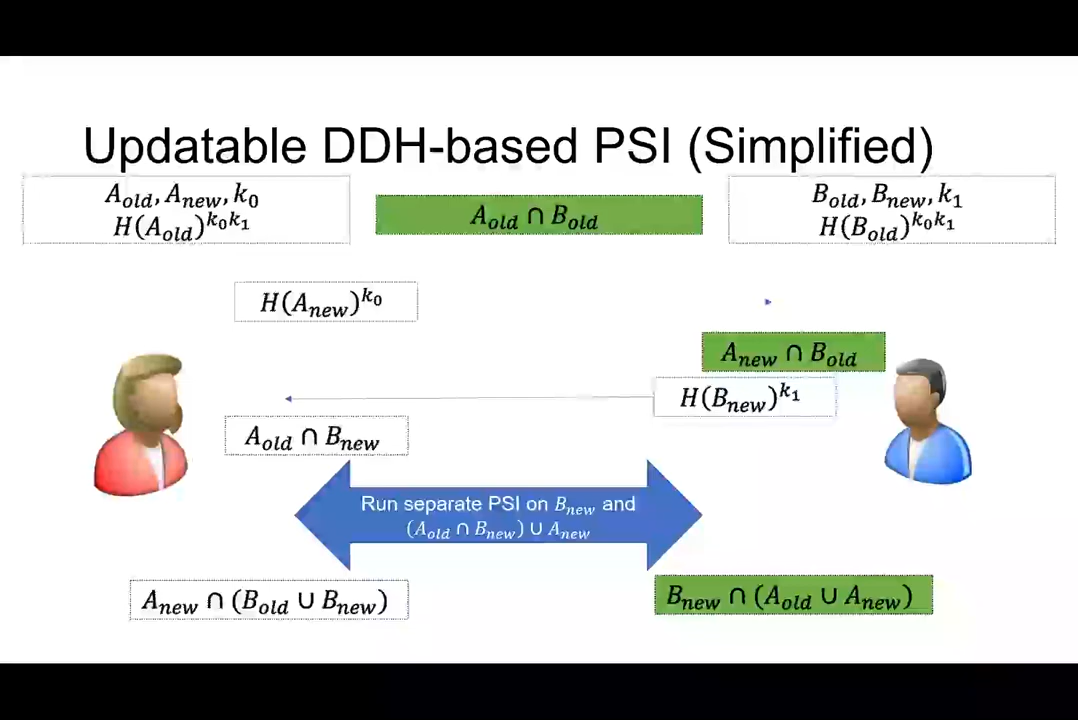 Updatable DDH-based PSI (Simplified)
A_old, A_new, k_0
H(A_old)^{k_0 k_1}
A_old ∩ B_old
B_old, B_new, k_1
H(B_old)^{k_0 k_1}
H(A_new)^{k_0}
A_new ∩ B_old
H(B_new)^{k_1}
A_old ∩ B_new
Run separate PSI on B_new and
(A_old ∩ B_new) ∪ A_new
A_new ∩ (B_old ∪ B_new)
B_new ∩ (A_old ∪ A_new)